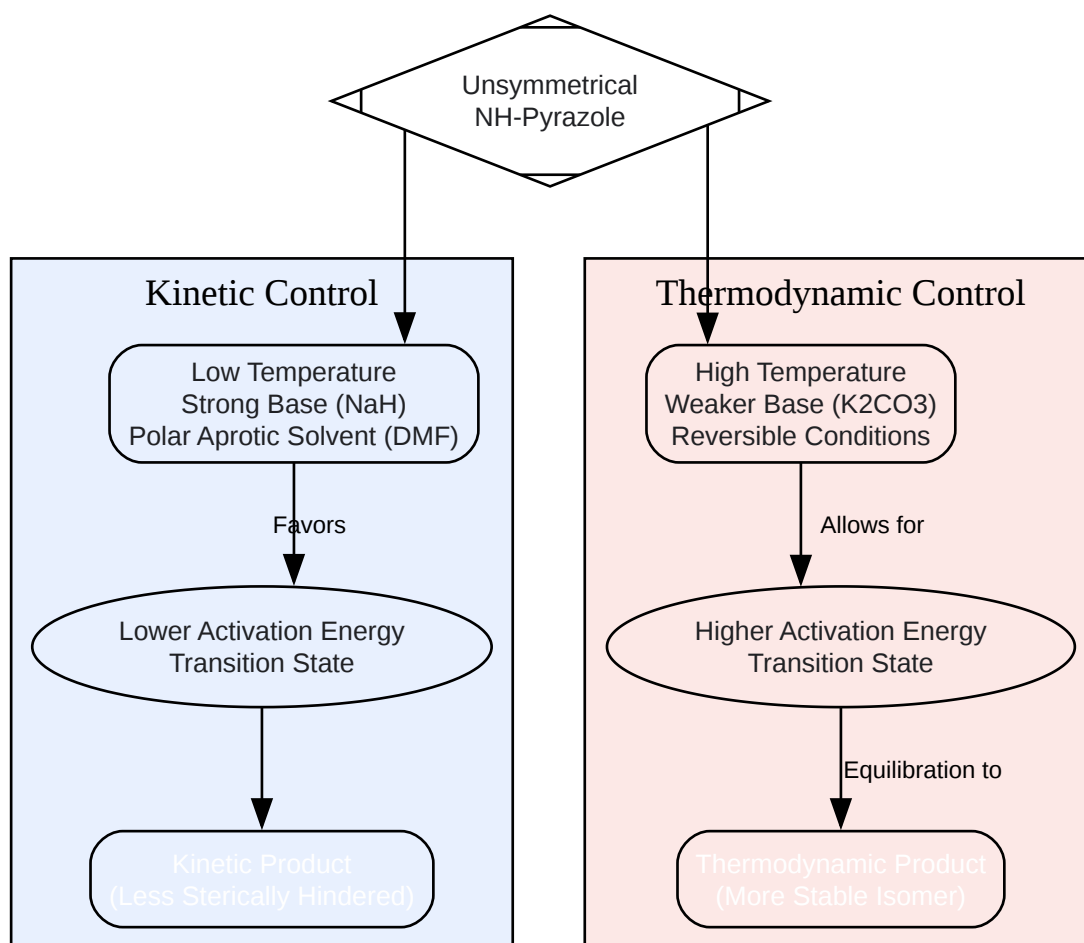 Unsymmetrical
NH-Pyrazole
Kinetic Control
Low Temperature
Strong Base (NaH)
Polar Aprotic Solvent (DMF)
Favors
Lower Activation Energy
Transition State
Kinetic Product
(Less Sterically Hindered)
Thermodynamic Control
High Temperature
Weaker Base (K2CO3)
Reversible Conditions
Allows for
Higher Activation Energy
Transition State
Equilibration to
Thermodynamic Product
(More Stable Isomer)